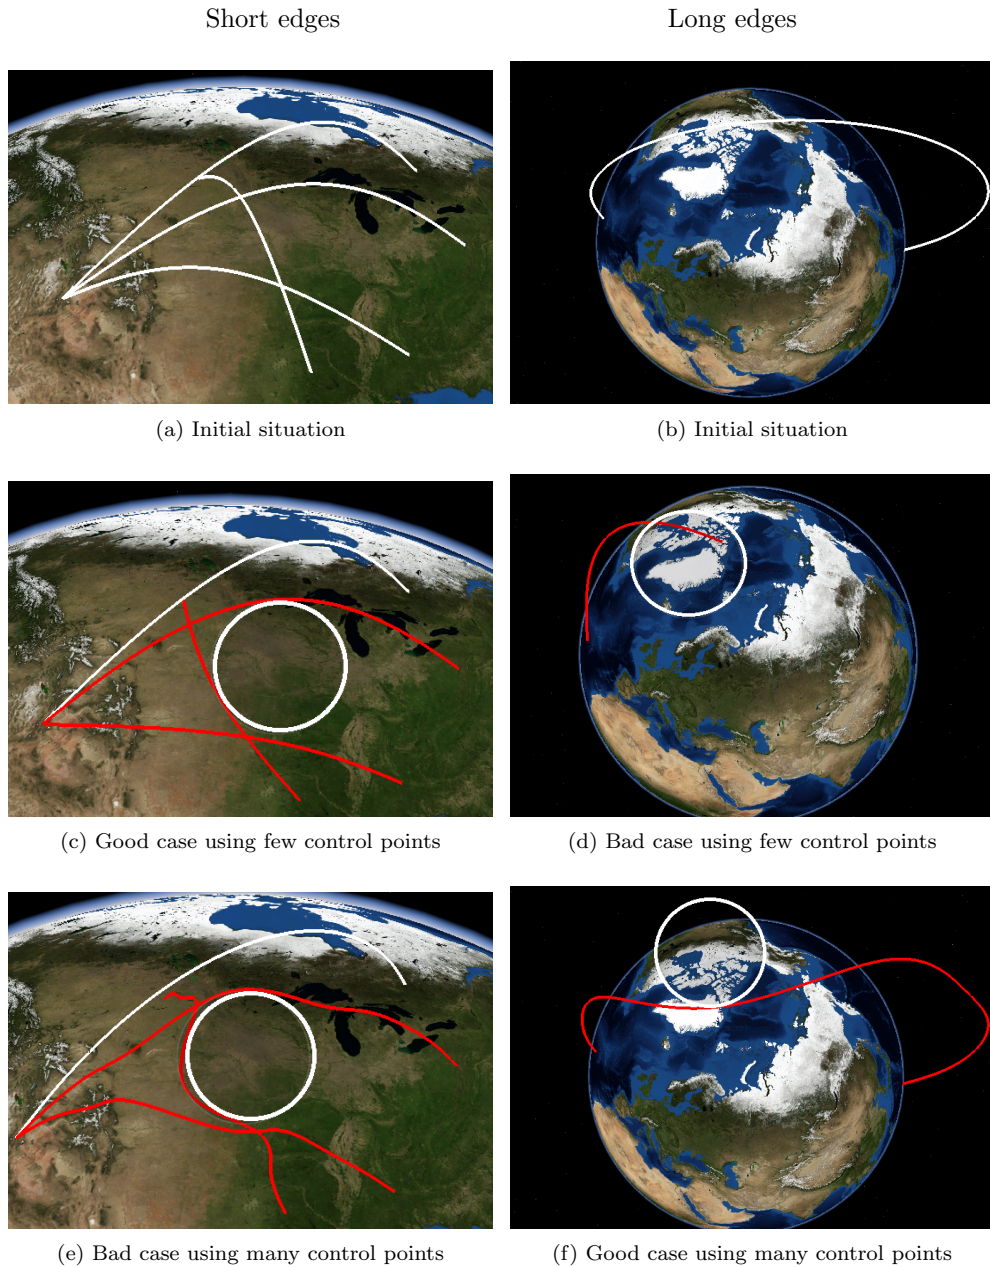 Short edges
Long edges
(a) Initial situation
(b) Initial situation
(c) Good case using few control points
(d) Bad case using few control points
(e) Bad case using many control points
(f) Good case using many control points